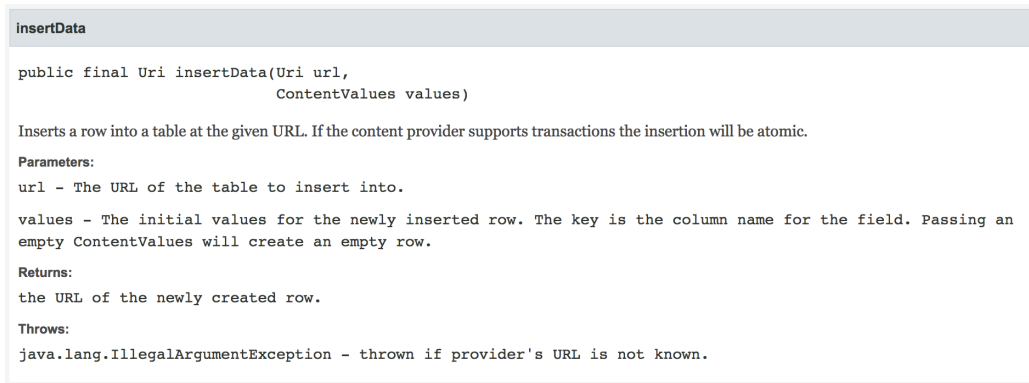 insertData
public final Uri insertData(Uri url,
ContentValues values)
Inserts a row into a table at the given URL. If the content provider supports transactions the insertion will be atomic.
Parameters:
url - The URL of the table to insert into.
values - The initial values for the newly inserted row. The key is the column name for the field. Passing an
empty ContentValues will create an empty row.
Returns:
the URL of the newly created row.
Throws:
java.lang.IllegalArgumentException - thrown if provider's URL is not known.